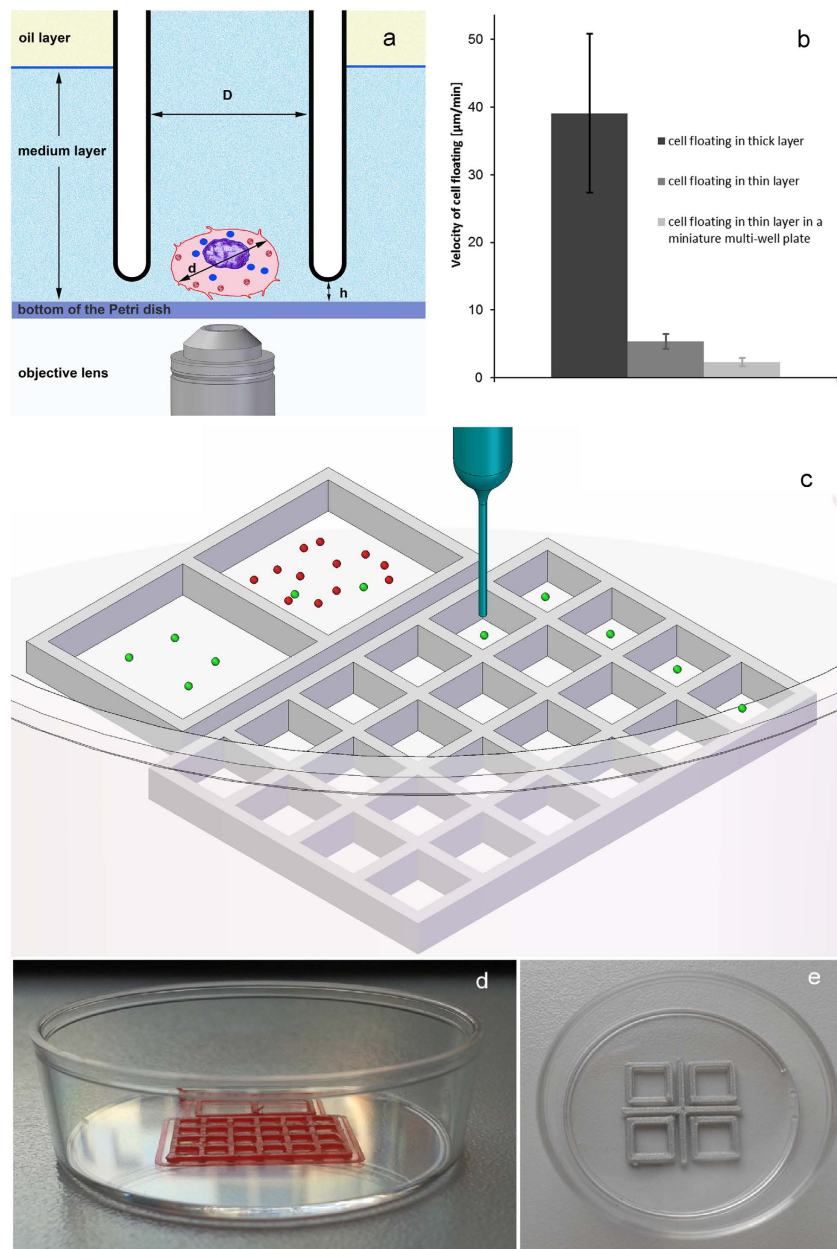 a
oil layer
D
medium layer
d
h
bottom of the Petri dish
objective lens
b
Velocity of cell floating [µm/min]
50
40
30
20
10
0
cell floating in thick layer
cell floating in thin layer
cell floating in thin layer in a
miniature multi-well plate
c
d
e